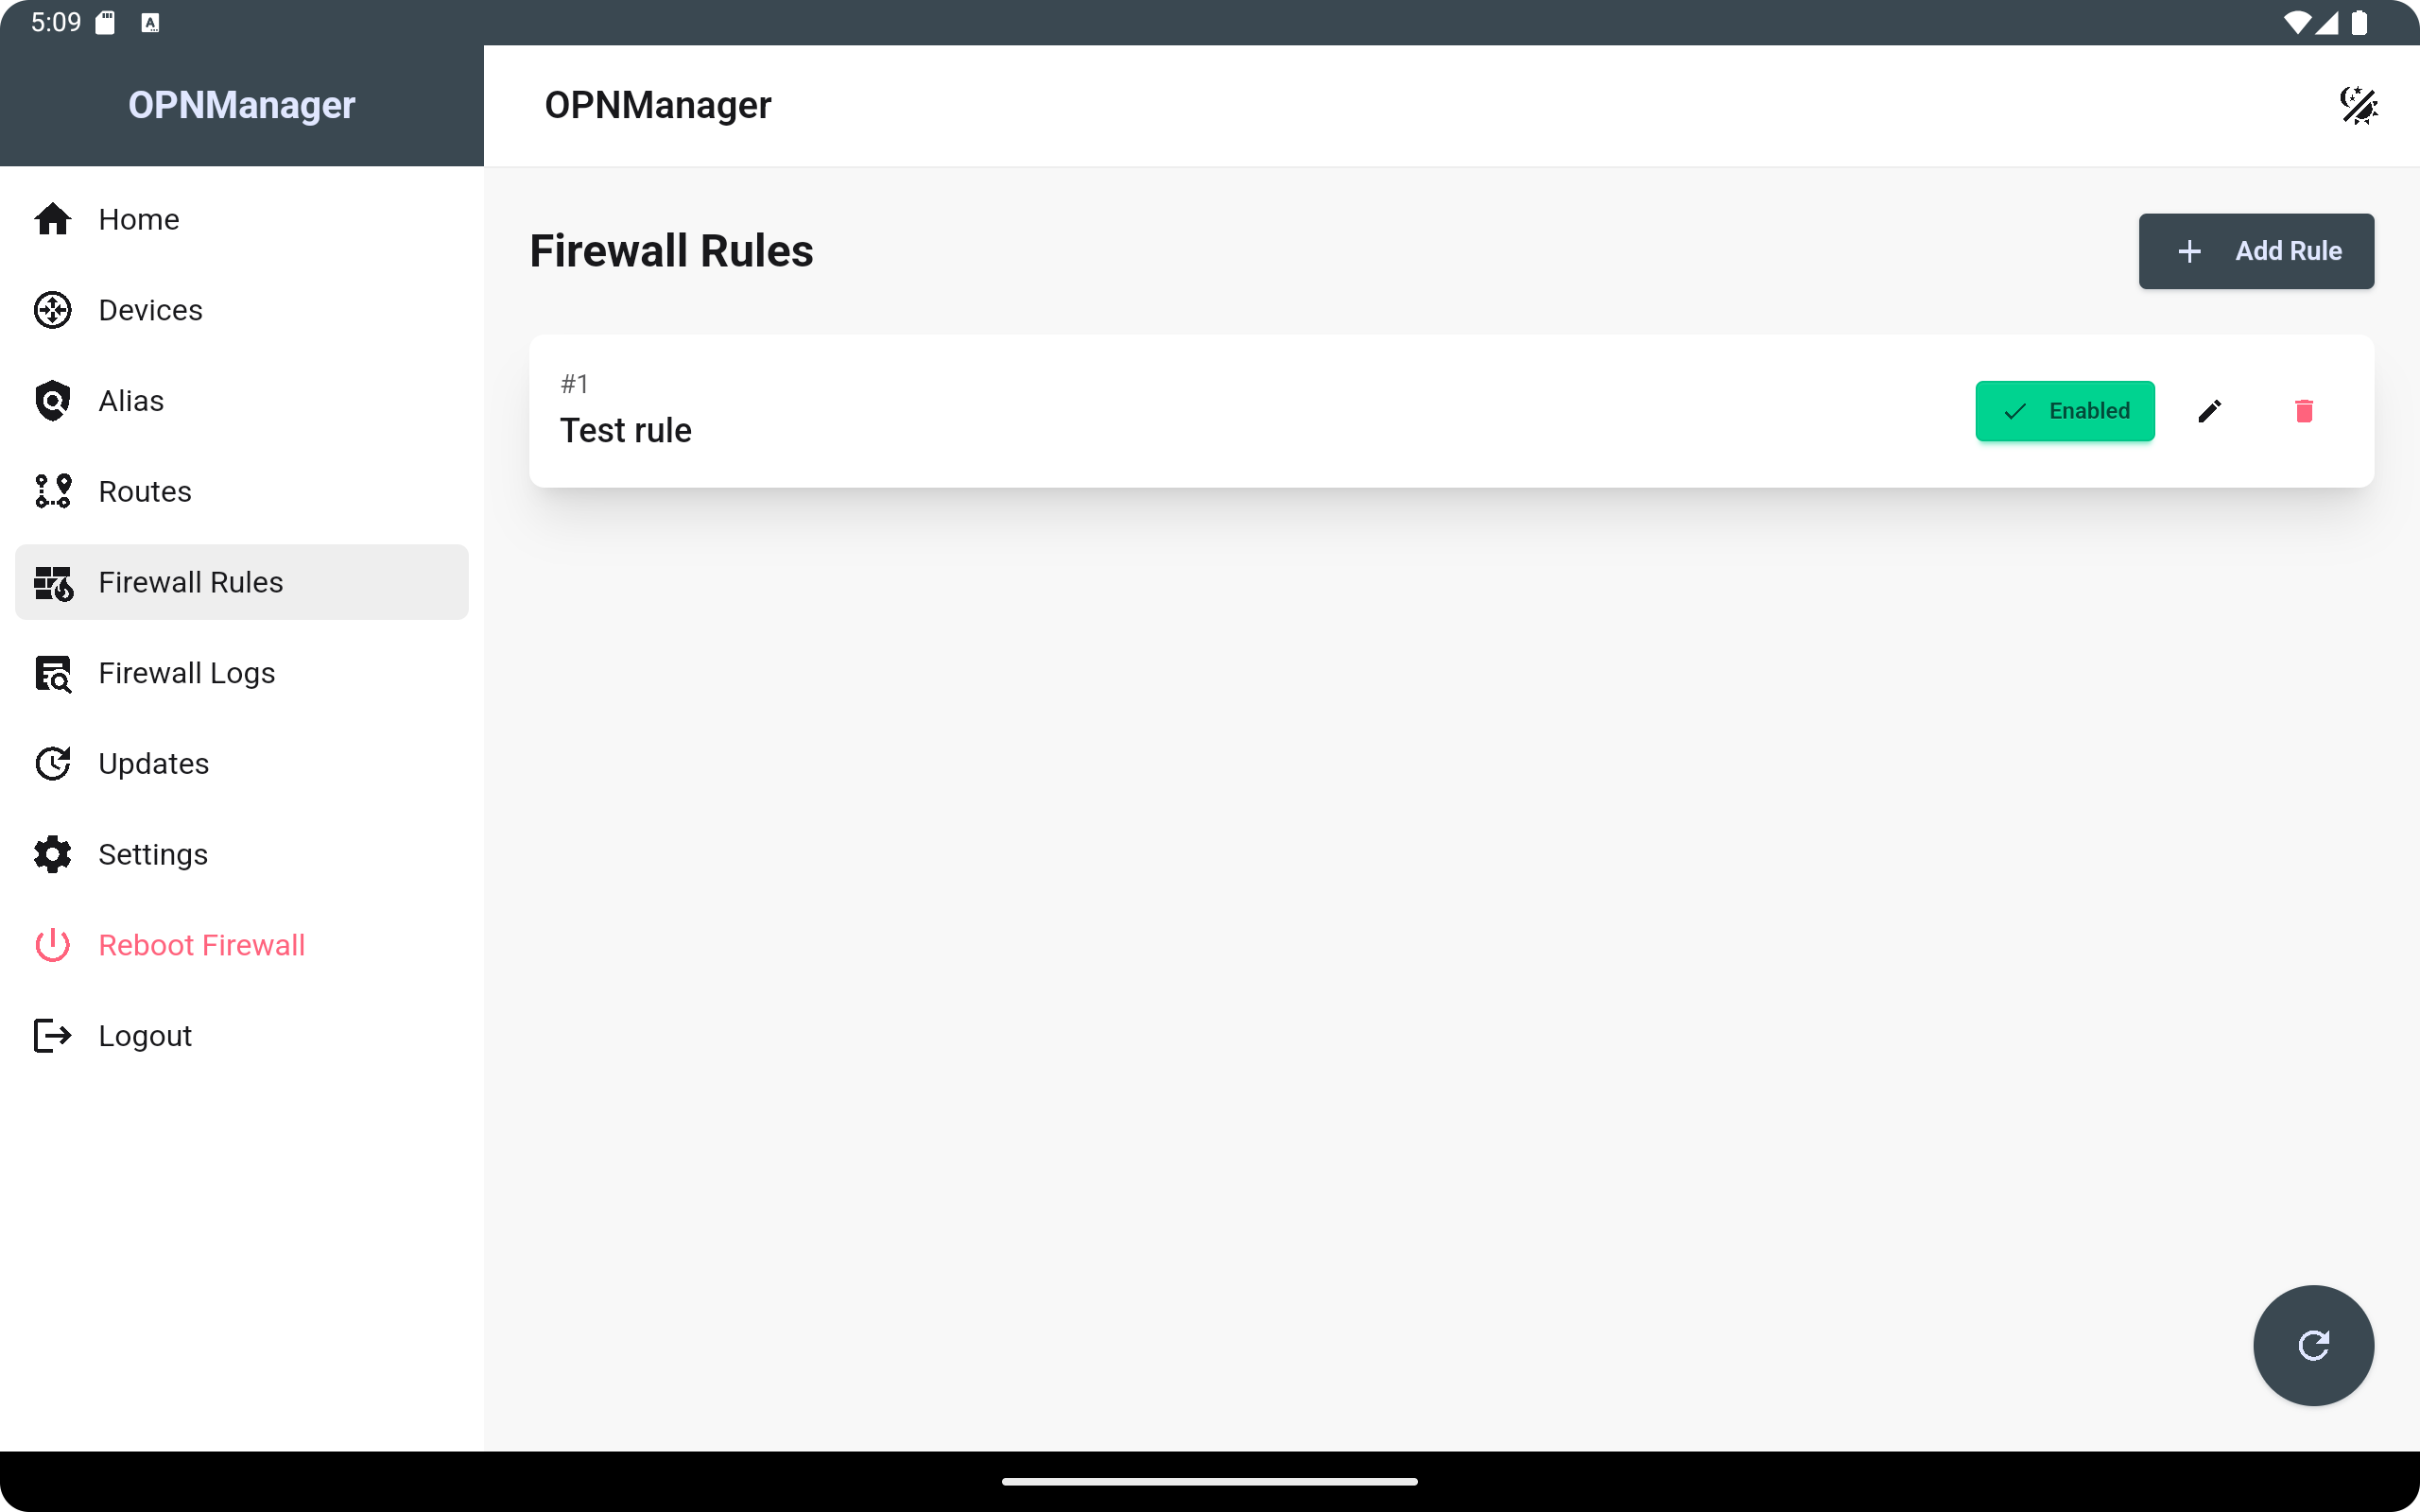 5:09
OPNManager
OPNManager
Home
Devices
Alias
Routes
Firewall Rules
Firewall Logs
Updates
Settings
Reboot Firewall
Logout
Firewall Rules
Add Rule
#1
Test rule
Enabled